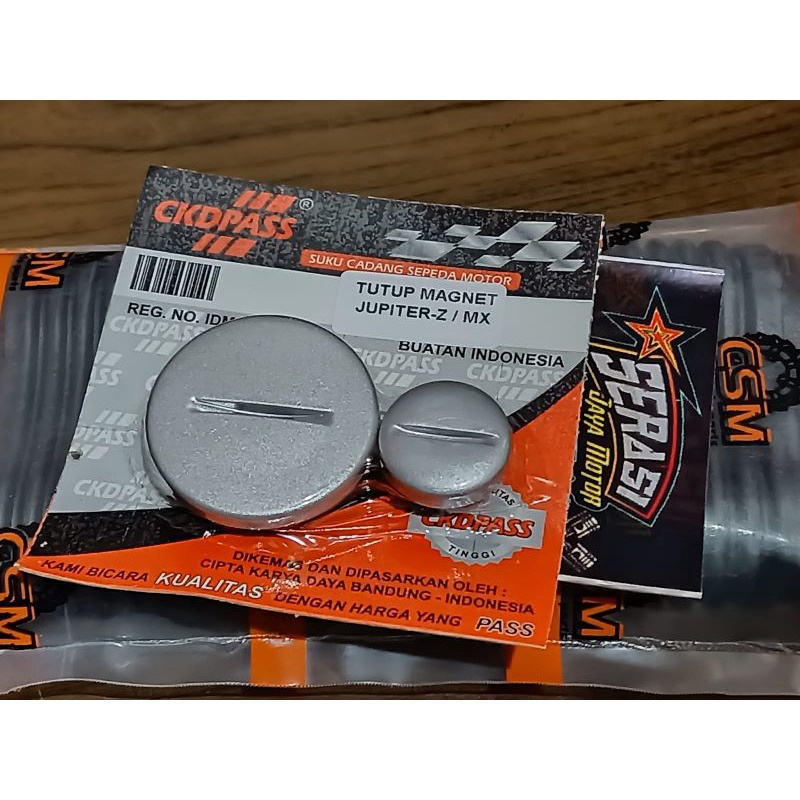 CKDPASS ®
SUKU CADANG SEPEDA MOTOR
TUTUP MAGNET
JUPITER-Z / MX
REG. NO. IDM
BUATAN INDONESIA
CKDPASS
CKDPASS
CKDPASS
CKDPASS
TINGGI
DIKEMAS DAN DIPASARKAN OLEH :
CIPTA KARYA DAYA BANDUNG - INDONESIA
KAMI BICARA KUALITAS DENGAN HARGA YANG PASS
SERASI
JAYA MOTOR
CSM
CSM
CSM